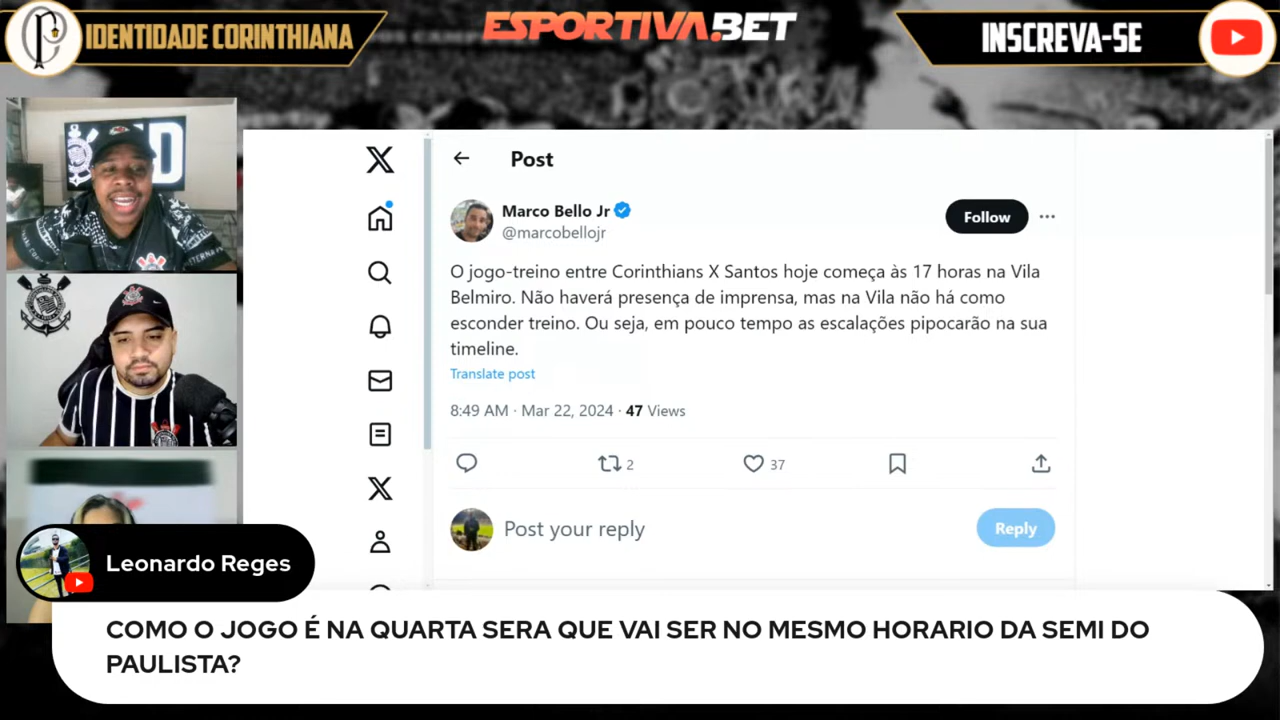 IDENTIDADE CORINTHIANA
ESPORTIVA.BET
INSCREVA-SE
Post
Marco Bello Jr
@marcobellojr
Follow
O jogo-treino entre Corinthians X Santos hoje começa às 17 horas na Vila
Belmiro. Não haverá presença de imprensa, mas na Vila não há como
esconder treino. Ou seja, em pouco tempo as escalações pipocarão na sua
timeline.
Translate post
8:49 AM · Mar 22, 2024 · 47 Views
2
37
Post your reply
Reply
Leonardo Reges
COMO O JOGO É NA QUARTA SERA QUE VAI SER NO MESMO HORARIO DA SEMI DO
PAULISTA?